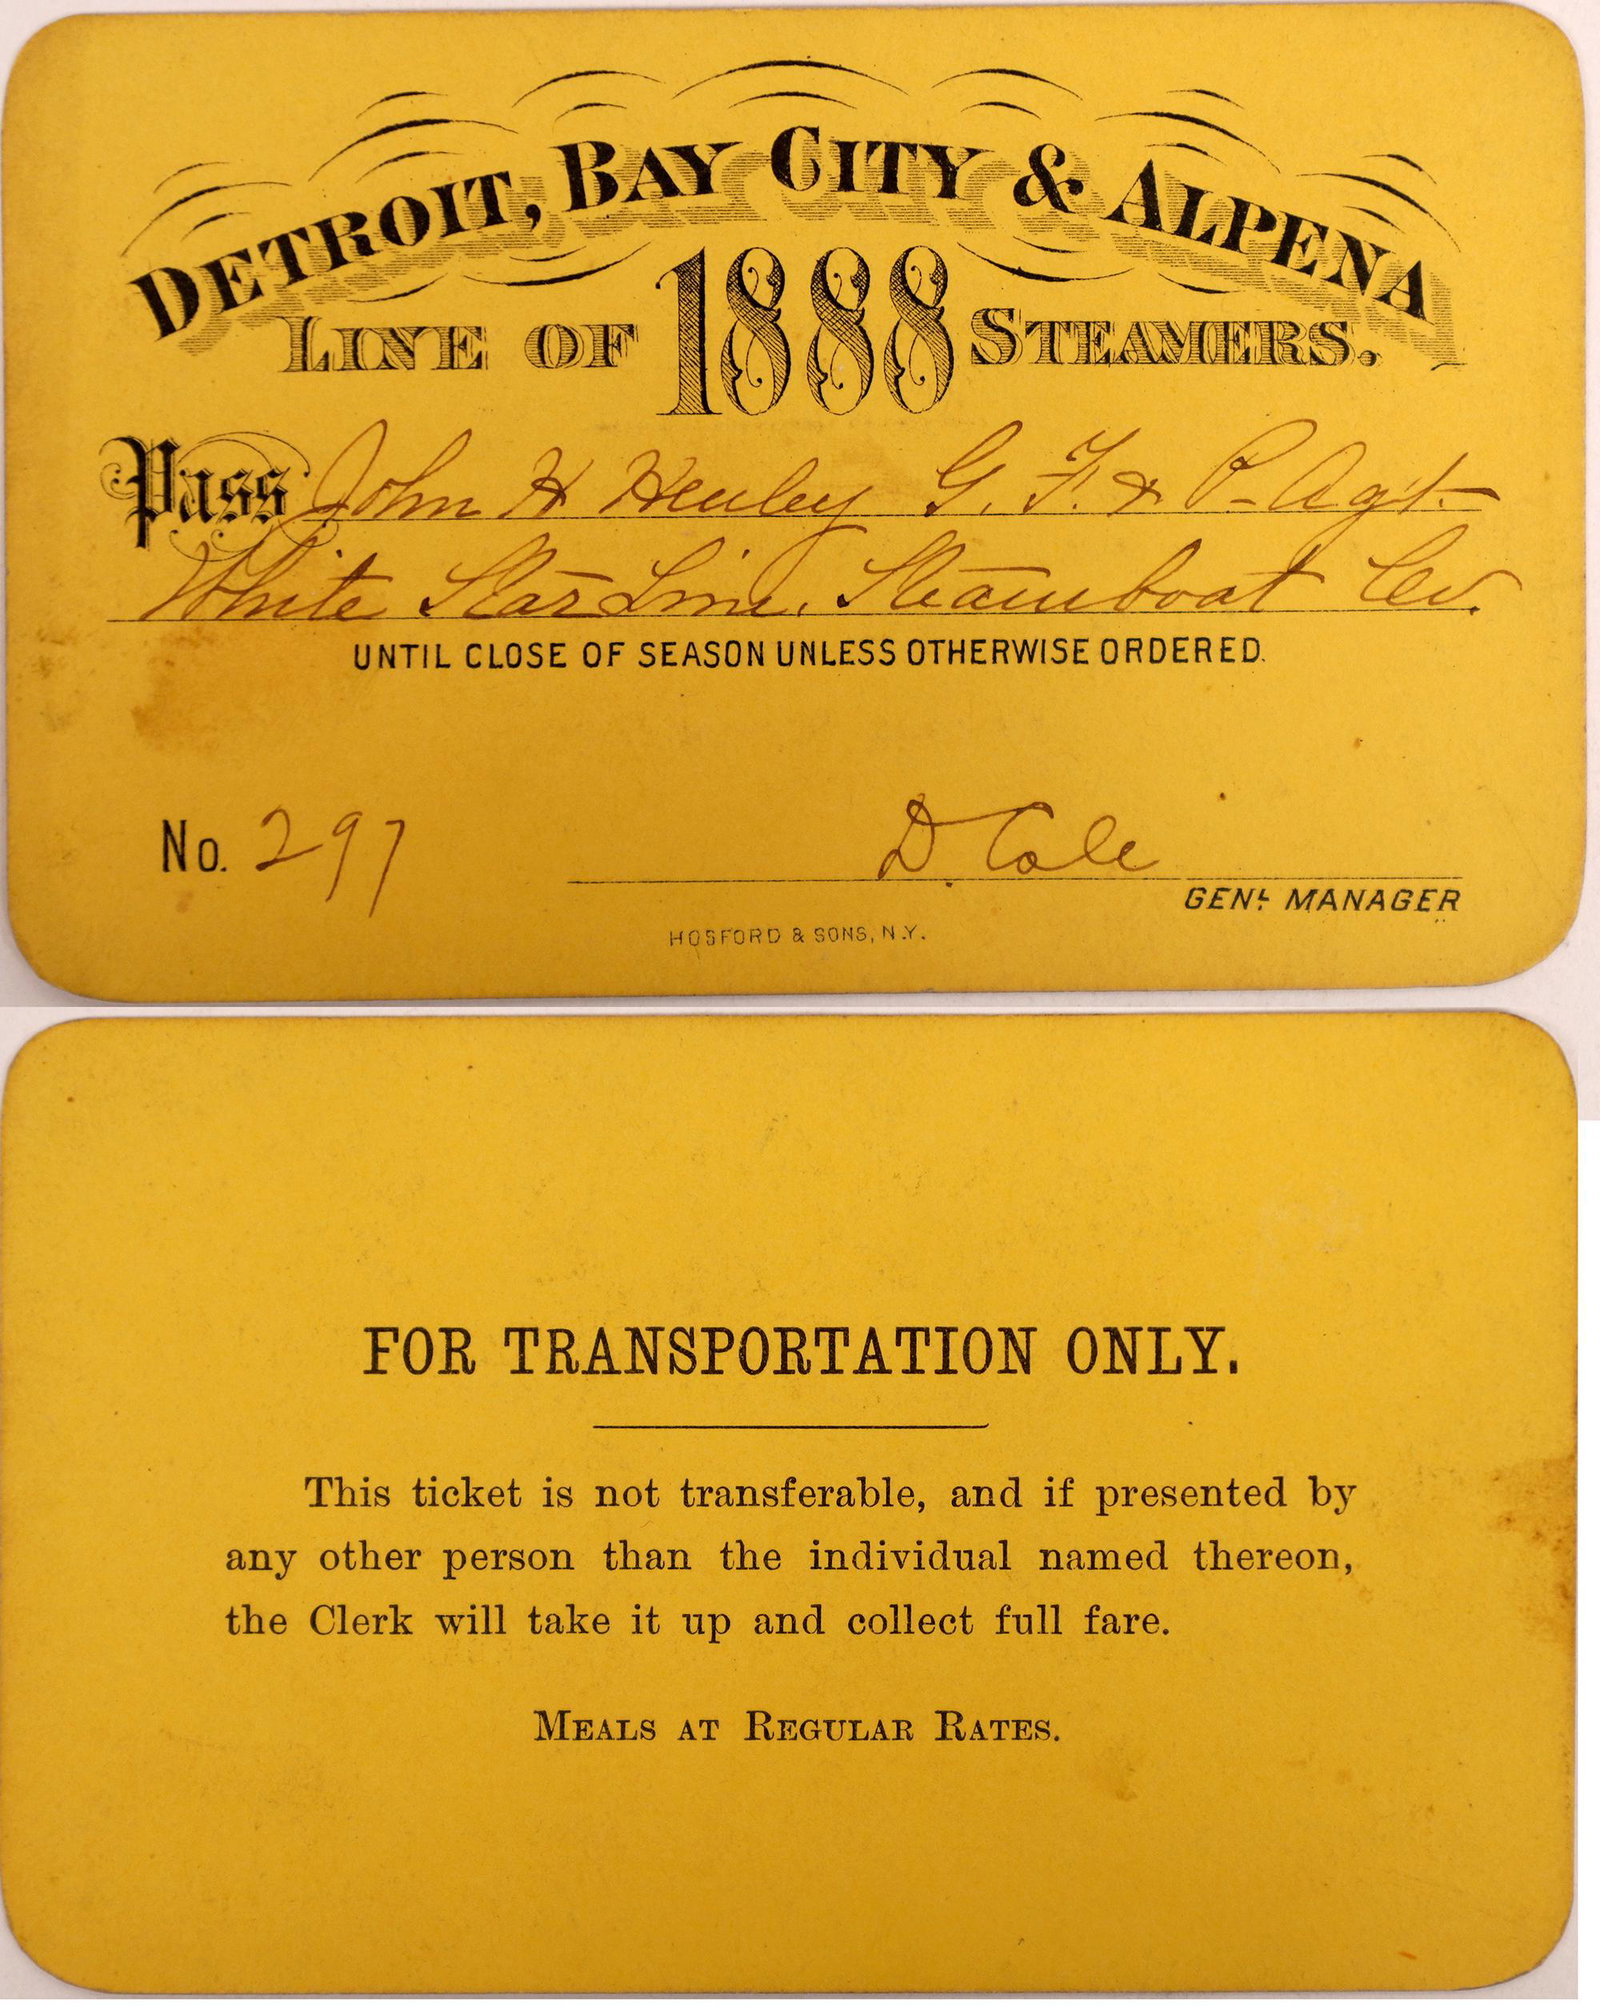 DETROIT, BAY CITY & ALPENA
LINE OF 1888 STEAMERS.
Pass John H Henley G. F. & P. Agt.
White Star Line. Steamboat Co.
UNTIL CLOSE OF SEASON UNLESS OTHERWISE ORDERED.
No. 297 D. Cole
GENL MANAGER
HOSFORD & SONS, N.Y.
FOR TRANSPORTATION ONLY.
This ticket is not transferable, and if presented by
any other person than the individual named thereon,
the Clerk will take it up and collect full fare.
MEALS AT REGULAR RATES.